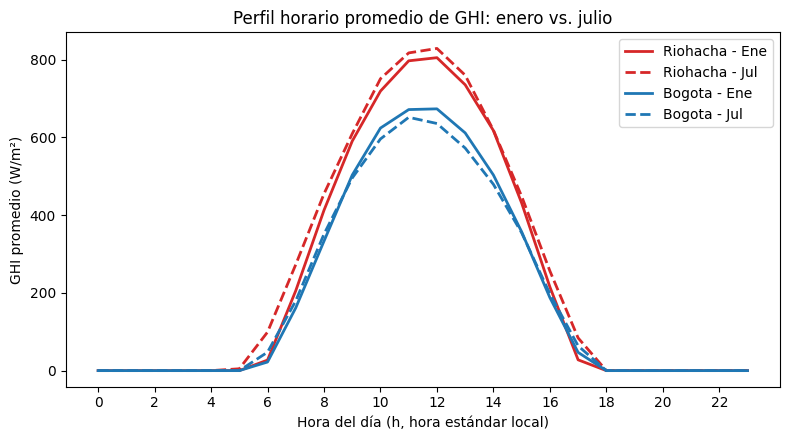 Perfil horario promedio de GHI: enero vs. julio
Riohacha - Ene
Riohacha - Jul
Bogota - Ene
Bogota - Jul
GHI promedio (W/m²)
800
600
400
200
0
0 2 4 6 8 10 12 14 16 18 20 22
Hora del día (h, hora estándar local)